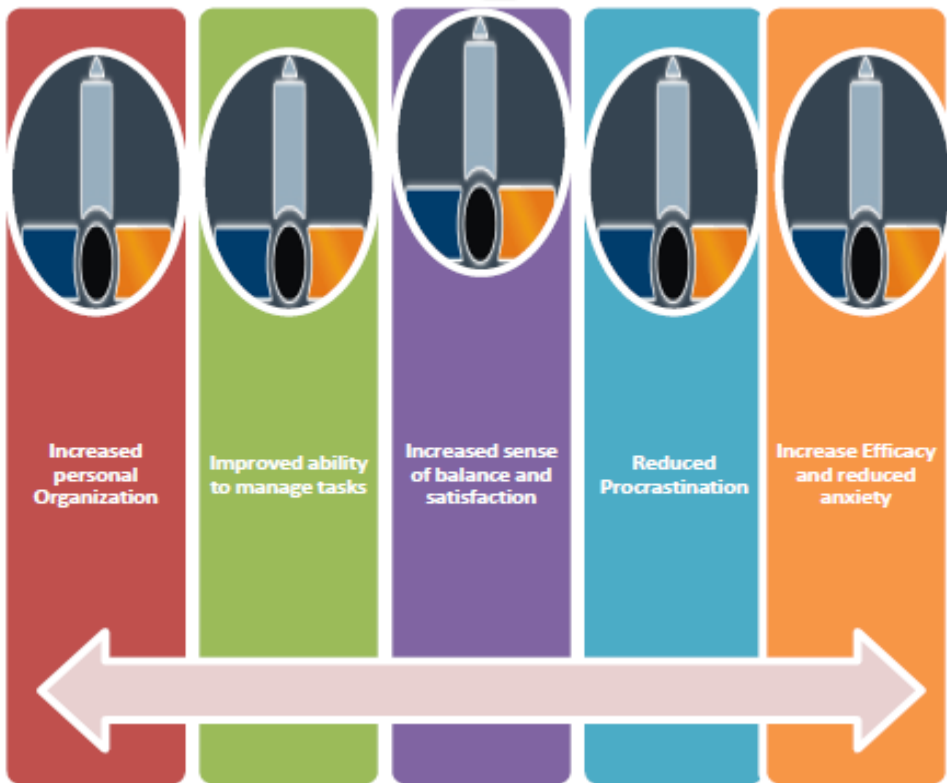 Increased
personal
Organization
Improved ability
to manage tasks
Increased sense
of balance and
satisfaction
Reduced
Procrastination
Increase Efficacy
and reduced
anxiety